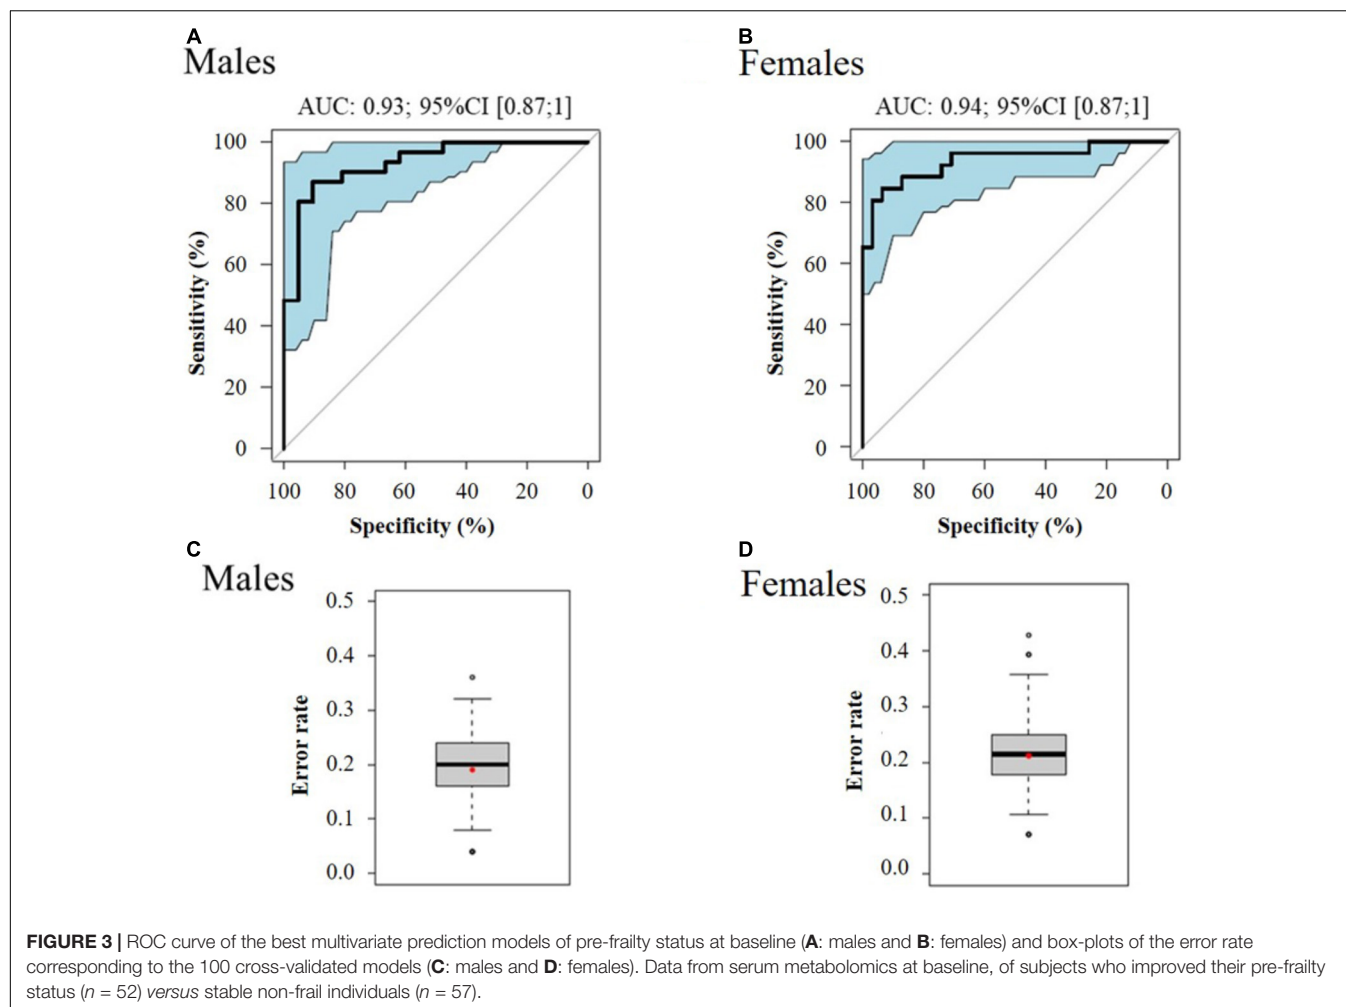 A
Males
AUC: 0.93; 95%CI [0.87;1]
100
80
60
40
20
0
Sensitivity (%)
100 80 60 40 20 0
Specificity (%)
B
Females
AUC: 0.94; 95%CI [0.87;1]
100
80
60
40
20
0
Sensitivity (%)
100 80 60 40 20 0
Specificity (%)
C
Males
0.5
0.4
0.3
0.2
0.1
0.0
Error rate
D
Females
0.5
0.4
0.3
0.2
0.1
0.0
Error rate
FIGURE 3 | ROC curve of the best multivariate prediction models of pre-frailty status at baseline (A: males and B: females) and box-plots of the error rate
corresponding to the 100 cross-validated models (C: males and D: females). Data from serum metabolomics at baseline, of subjects who improved their pre-frailty
status (n = 52) versus stable non-frail individuals (n = 57).